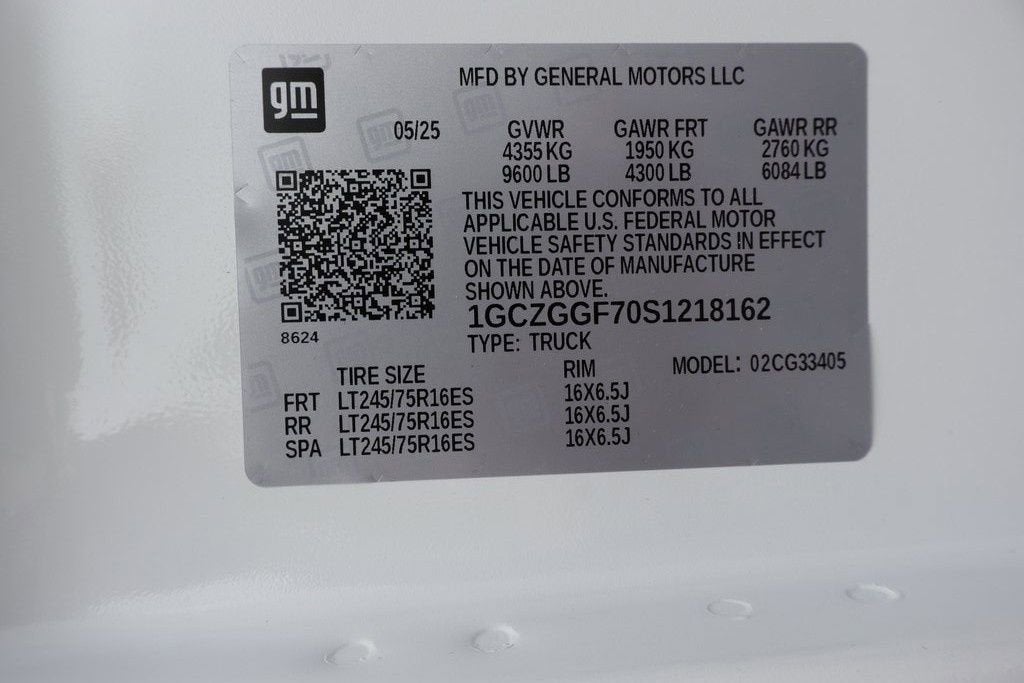 gm
MFD BY GENERAL MOTORS LLC
05/25 GVWR GAWR FRT GAWR RR
4355 KG 1950 KG 2760 KG
9600 LB 4300 LB 6084 LB
THIS VEHICLE CONFORMS TO ALL
APPLICABLE U.S. FEDERAL MOTOR
VEHICLE SAFETY STANDARDS IN EFFECT
ON THE DATE OF MANUFACTURE
SHOWN ABOVE.
1GCZGGF70S1218162
8624
TYPE: TRUCK
TIRE SIZE RIM MODEL: 02CG33405
FRT LT245/75R16ES 16X6.5J
RR LT245/75R16ES 16X6.5J
SPA LT245/75R16ES 16X6.5J